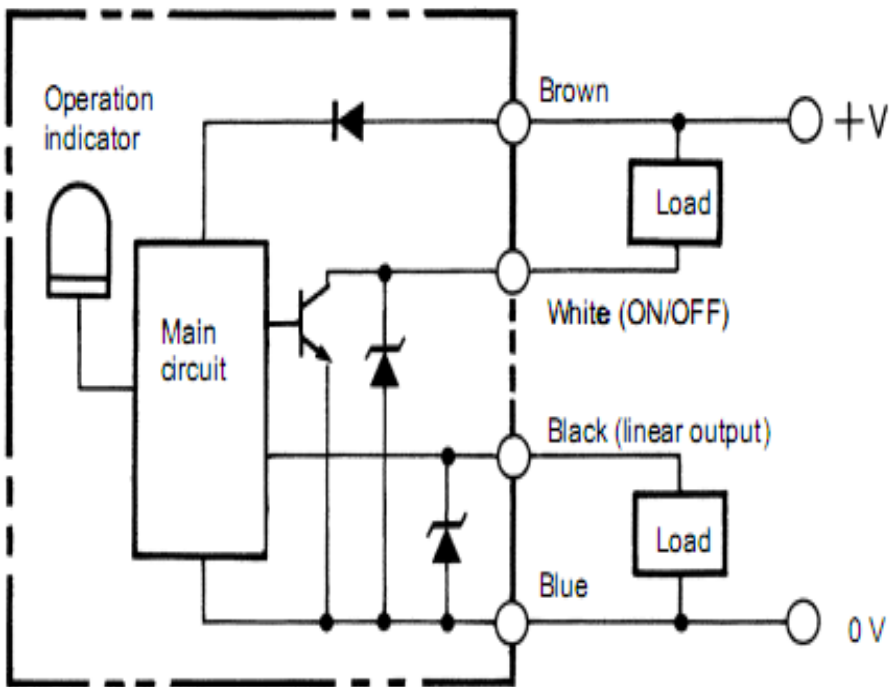 Operation
indicator
Brown
+V
Load
White (ON/OFF)
Main
circuit
Black (linear output)
Load
Blue
0 V